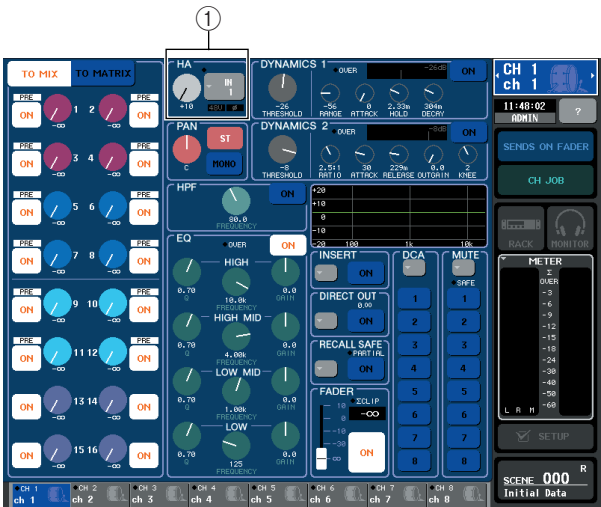 1
TO MIX TO MATRIX
PRE PRE
ON 1 2 ON
-∞ -∞
PRE PRE
ON 3 4 ON
-∞ -∞
PRE PRE
ON 5 6 ON
-∞ -∞
PRE PRE
ON 7 8 ON
-∞ -∞
PRE PRE
ON 9 10 ON
-∞ -∞
PRE PRE
ON 11 12 ON
-∞ -∞
ON 13 14 ON
-∞ -∞
ON 15 16 ON
-∞ -∞
HA
IN
1
+10 48V ø
PAN
ST
MONO
C
DYNAMICS 1
OVER -26dB ON
-26 -56 0 2.33m 304m
THRESHOLD RANGE ATTACK HOLD DECAY
DYNAMICS 2
OVER -8dB ON
-8 2.5:1 30 229m 0.0 2
THRESHOLD RATIO ATTACK RELEASE OUTGAIN KNEE
HPF
ON
80.0
FREQUENCY
+20
+10
0
-10
-20 100 1k 10k
EQ
OVER ON
HIGH
0.70 10.0k 0.0
Q FREQUENCY GAIN
HIGH MID
0.70 4.00k 0.0
Q FREQUENCY GAIN
LOW MID
0.70 1.00k 0.0
Q FREQUENCY GAIN
LOW
0.70 125 0.0
Q FREQUENCY GAIN
INSERT
ON
DIRECT OUT
0.00
ON
RECALL SAFE
PARTIAL
ON
FADER
ΣCLIP
10
0
-10
-30
-∞
-∞
ON
DCA
1
2
3
4
5
6
7
8
MUTE
SAFE
1
2
3
4
5
6
7
8
CH 1
ch 1
11:48:02
ADMIN
?
SENDS ON FADER
CH JOB
RACK MONITOR
METER
Σ
OVER
-3
-6
-9
-12
-15
-18
-24
-30
-40
-50
-60
L R M
SETUP
R
SCENE 000
Initial Data
CH 1 CH 2 CH 3 CH 4 CH 5 CH 6 CH 7 CH 8
ch 1 ch 2 ch 3 ch 4 ch 5 ch 6 ch 7 ch 8